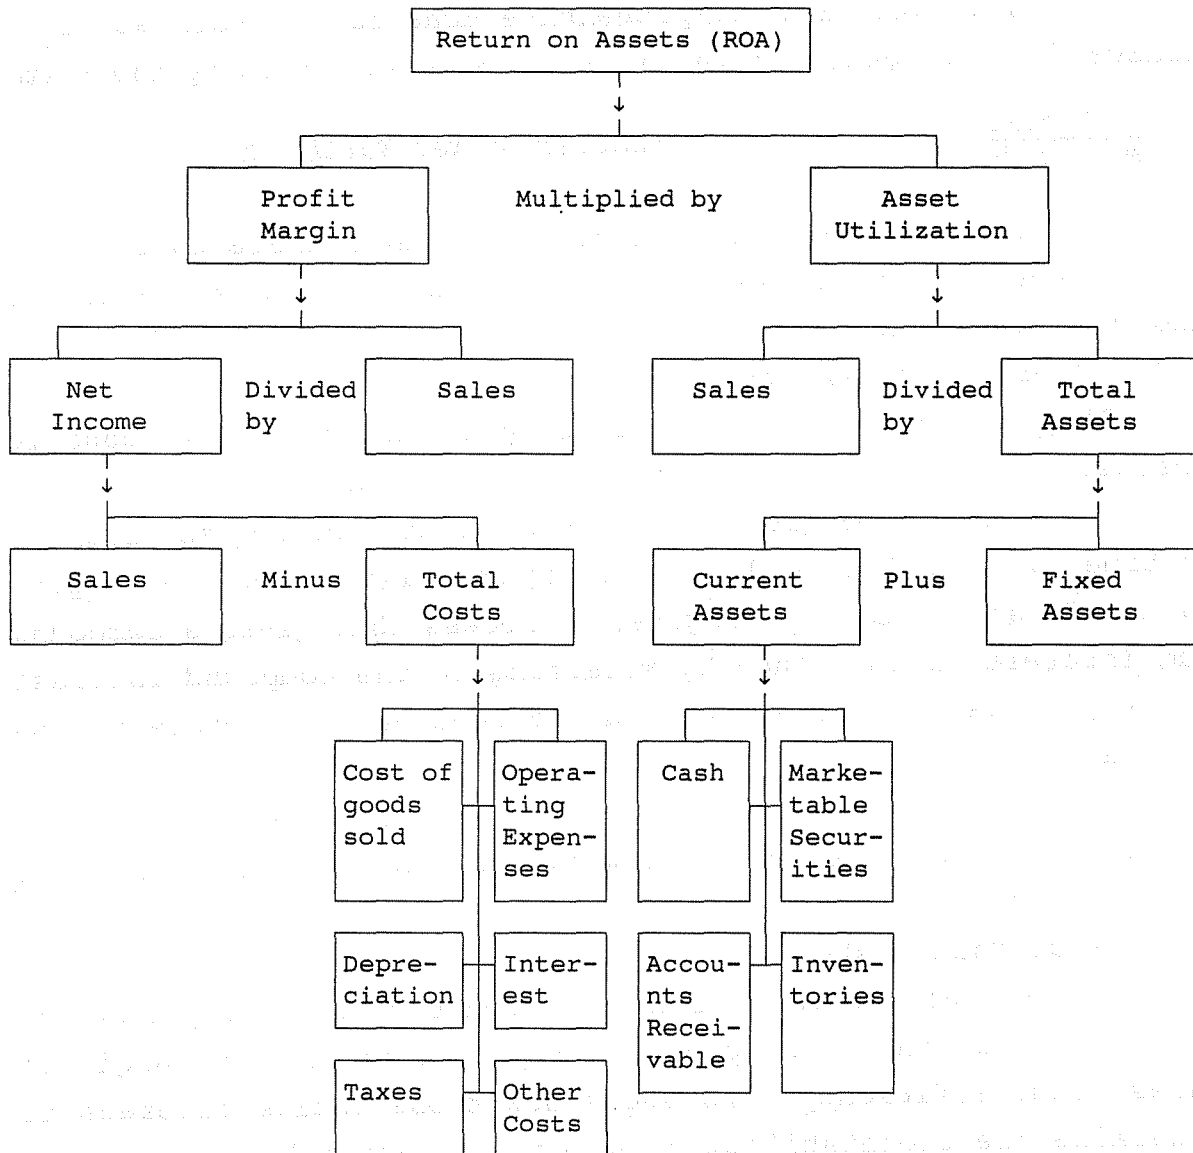 Return on Assets (ROA)
Profit
Margin
Multiplied by
Asset
Utilization
Net
Income
Divided
by
Sales
Sales
Divided
by
Total
Assets
Sales
Minus
Total
Costs
Current
Assets
Plus
Fixed
Assets
Cost of
goods
sold
Opera-
ting
Expen-
ses
Cash
Marke-
table
Secur-
ities
Depre-
ciation
Inter-
est
Accou-
nts
Recei-
vable
Inven-
tories
Taxes
Other
Costs